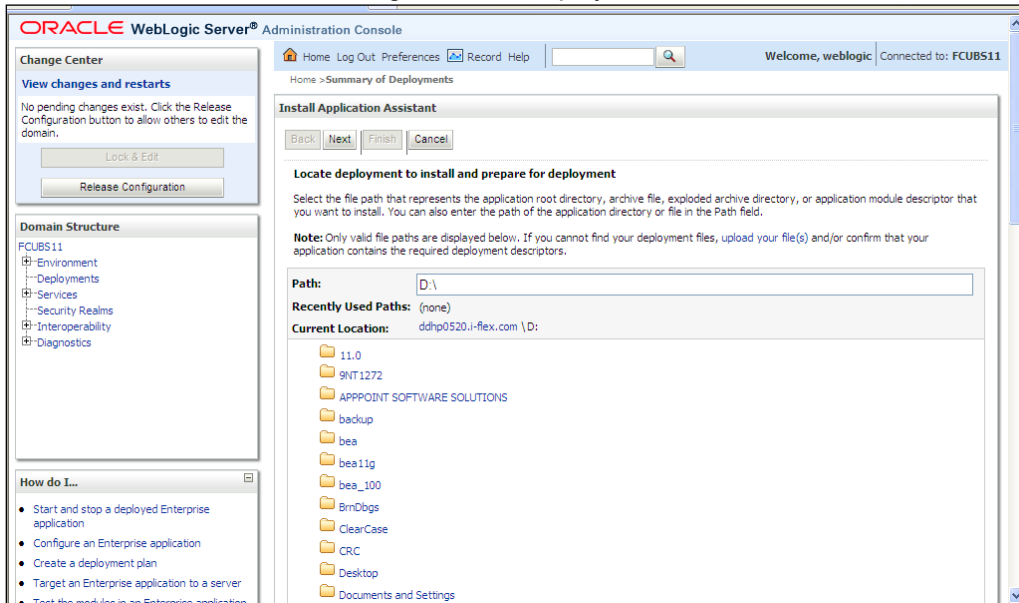 ORACLE WebLogic Server® Administration Console
Change Center
View changes and restarts
No pending changes exist. Click the Release
Configuration button to allow others to edit the
domain.
Lock & Edit
Release Configuration
Domain Structure
FCUBS11
Environment
Deployments
Services
Security Realms
Interoperability
Diagnostics
How do I...
Start and stop a deployed Enterprise
application
Configure an Enterprise application
Create a deployment plan
Target an Enterprise application to a server
Test the modules in an Enterprise application
Home Log Out Preferences Record Help
Welcome, weblogic Connected to: FCUBS11
Home >Summary of Deployments
Install Application Assistant
Back Next Finish Cancel
Locate deployment to install and prepare for deployment
Select the file path that represents the application root directory, archive file, exploded archive directory, or application module descriptor that
you want to install. You can also enter the path of the application directory or file in the Path field.
Note: Only valid file paths are displayed below. If you cannot find your deployment files, upload your file(s) and/or confirm that your
application contains the required deployment descriptors.
Path: D:\
Recently Used Paths: (none)
Current Location: ddhp0520.i-flex.com \D:
11.0
9NT1272
APPPOINT SOFTWARE SOLUTIONS
backup
bea
bea11g
bea_100
BrnDbgs
ClearCase
CRC
Desktop
Documents and Settings